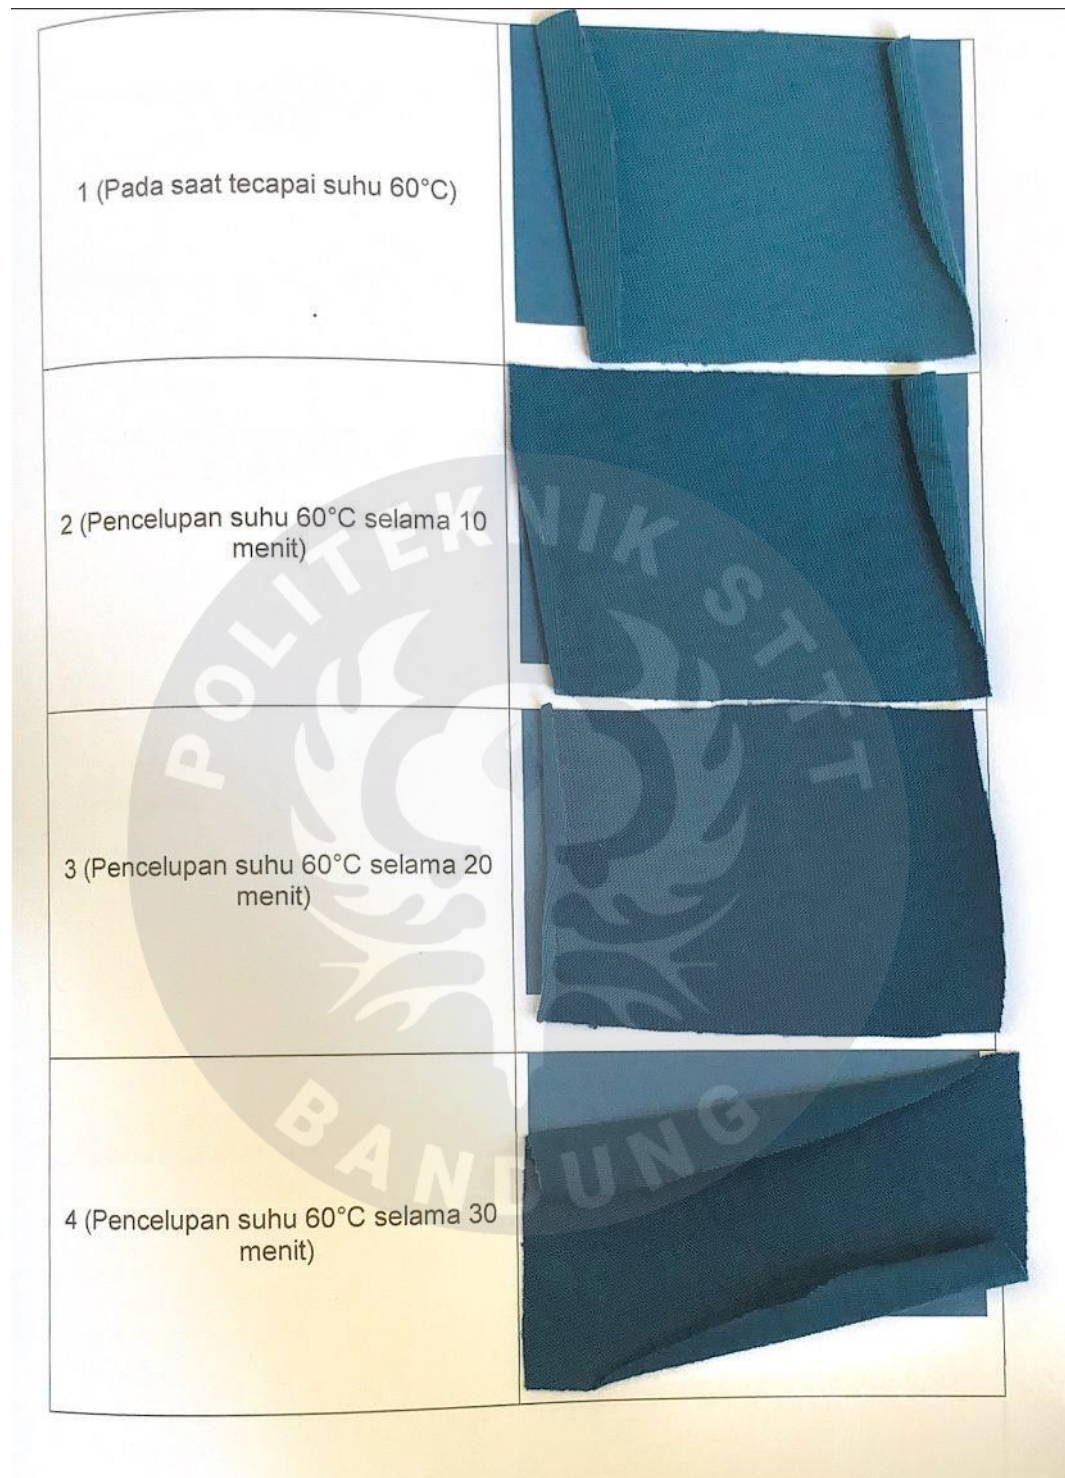 1 (Pada saat tecapai suhu 60°C)
2 (Pencelupan suhu 60°C selama 10
menit)
POLITEKNIK STTT
3 (Pencelupan suhu 60°C selama 20
menit)
BANDUNG
4 (Pencelupan suhu 60°C selama 30
menit)